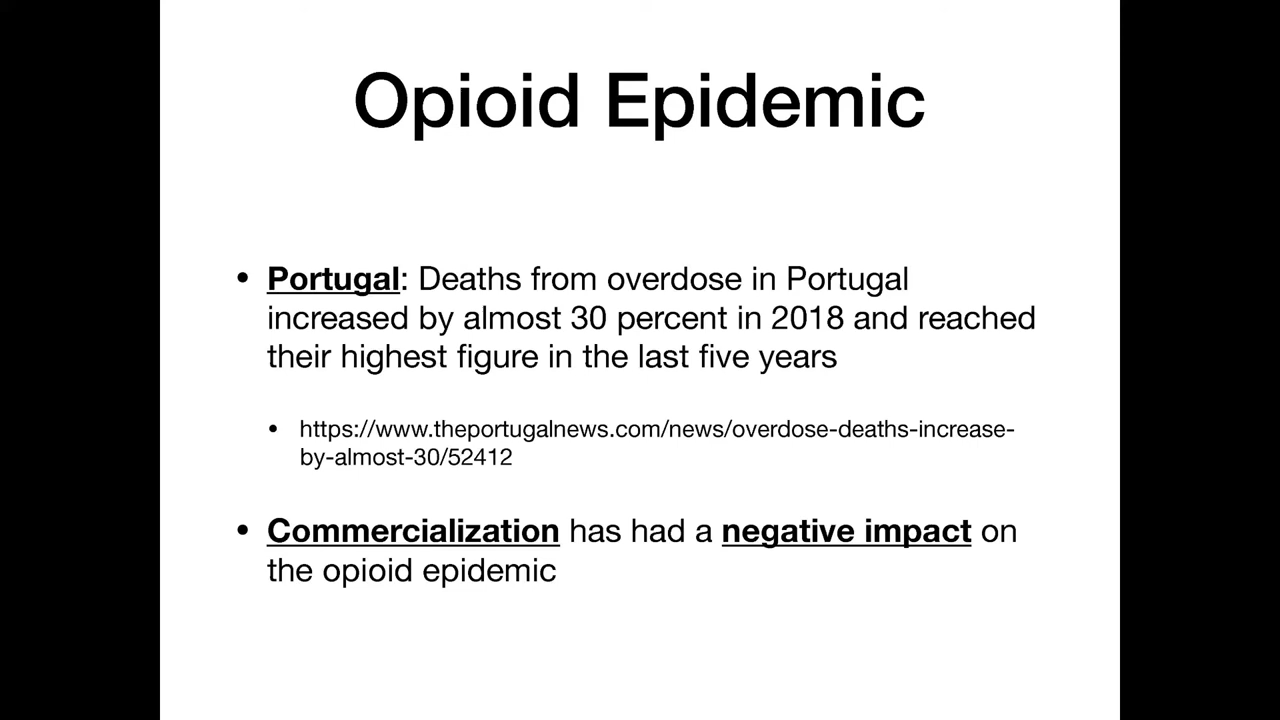 Opioid Epidemic
• Portugal: Deaths from overdose in Portugal
increased by almost 30 percent in 2018 and reached
their highest figure in the last five years
• https://www.theportugalnews.com/news/overdose-deaths-increase-
by-almost-30/52412
• Commercialization has had a negative impact on
the opioid epidemic